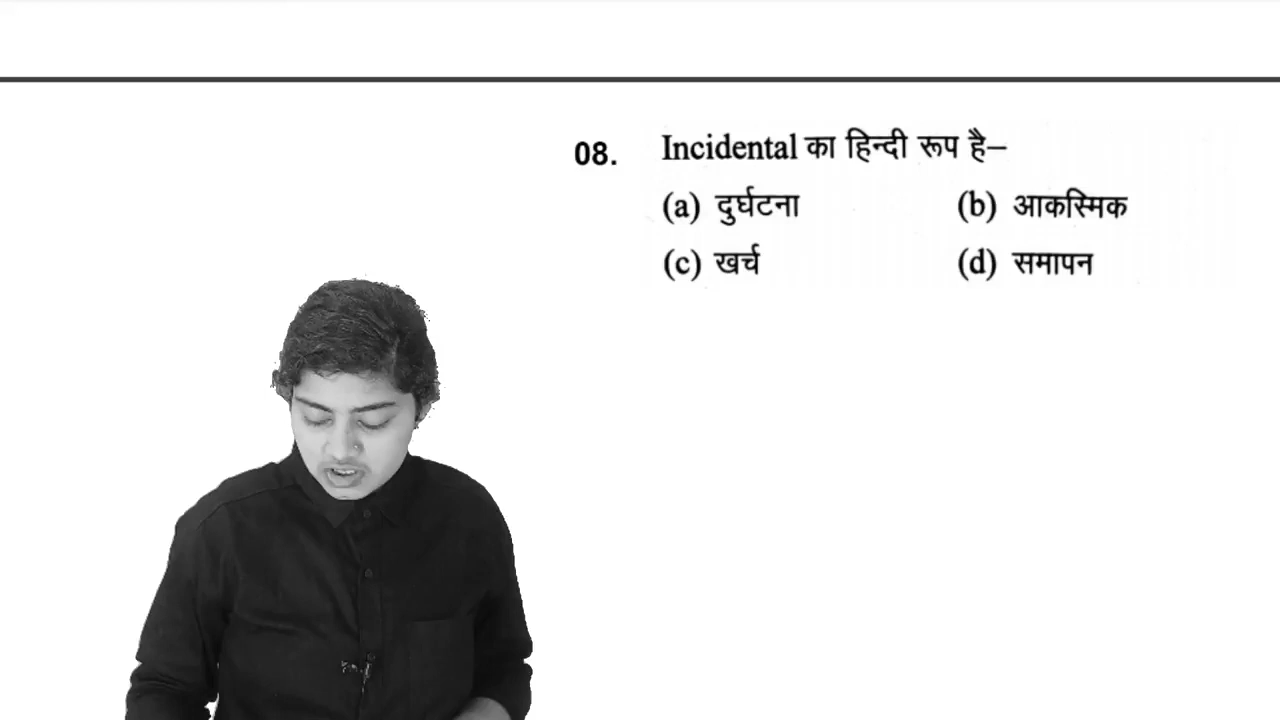 08. Incidental का हिन्दी रूप है–
(a) दुर्घटना (b) आकस्मिक
(c) खर्च (d) समापन